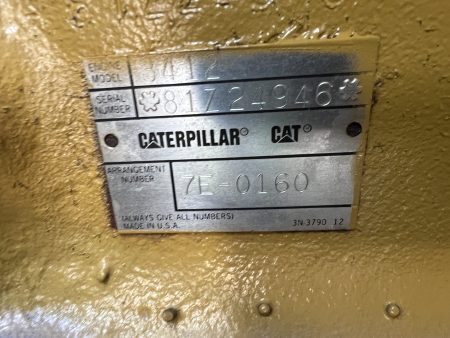 ENGINE MODEL 3412
SERIAL NUMBER *81Z24946*
CATERPILLAR® CAT®
ARRANGEMENT NUMBER 7E-0160
(ALWAYS GIVE ALL NUMBERS)
MADE IN U.S.A. 3N-3790 12